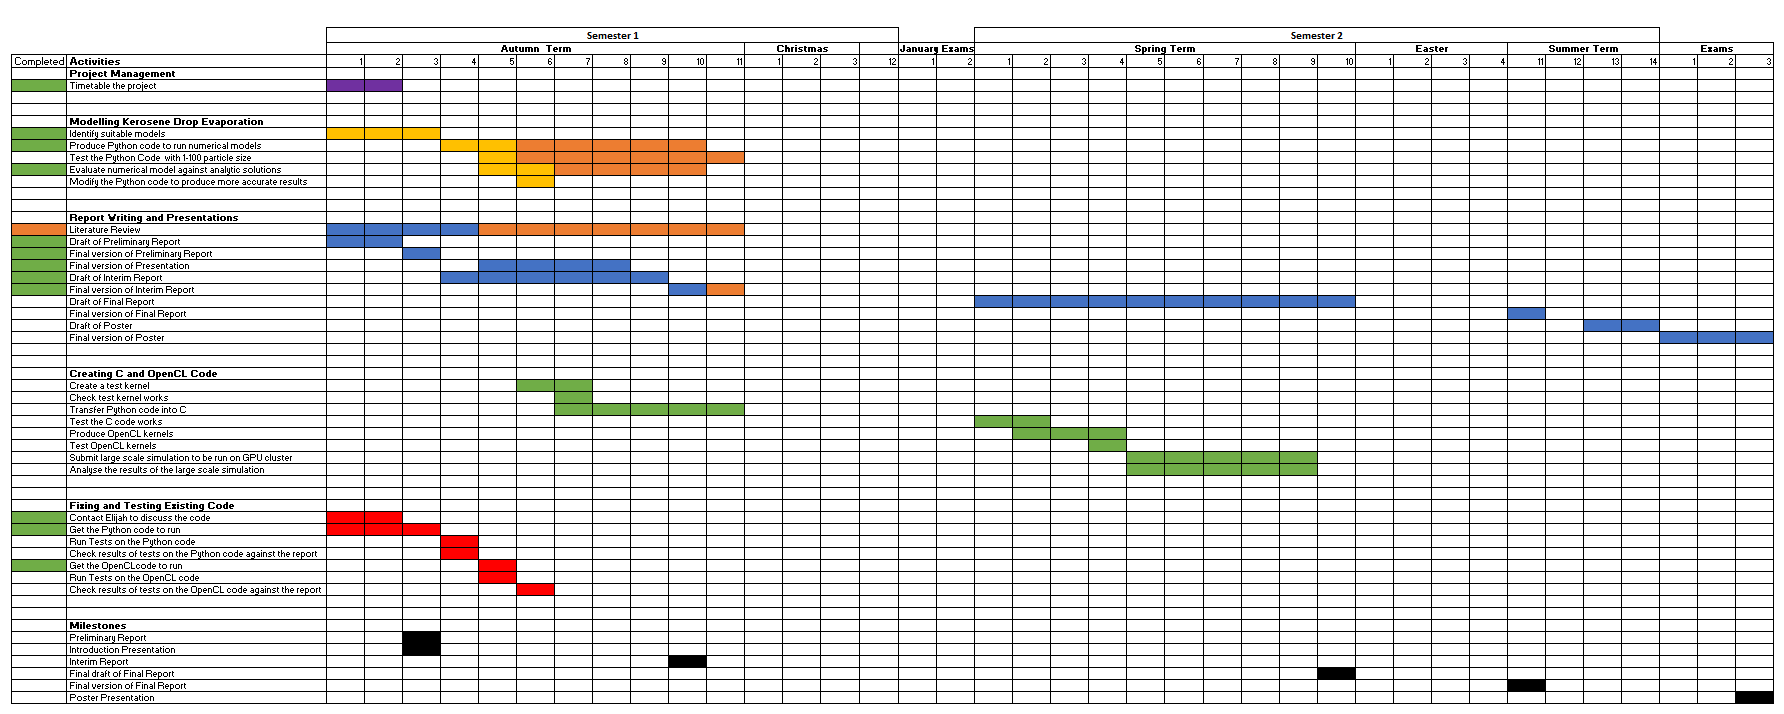 Semester 1 Semester 2
Autumn Term Christmas January Exams Spring Term Easter Summer Term Exams
Completed Activities 1 2 3 4 5 6 7 8 9 10 11 1 2 3 12 1 2 1 2 3 4 5 6 7 8 9 10 1 2 3 4 11 12 13 14 1 2 3
Project Management
Timetable the project
Modelling Kerosene Drop Evaporation
Identify suitable models
Produce Python code to run numerical models
Test the Python Code with 1-100 particle size
Evaluate numerical model against analytic solutions
Modify the Python code to produce more accurate results
Report Writing and Presentations
Literature Review
Draft of Preliminary Report
Final version of Preliminary Report
Final version of Presentation
Draft of Interim Report
Final version of Interim Report
Draft of Final Report
Final version of Final Report
Draft of Poster
Final version of Poster
Creating C and OpenCL Code
Create a test kernel
Check test kernel works
Transfer Python code into C
Test the C code works
Produce OpenCL kernels
Test OpenCL kernels
Submit large scale simulation to be run on GPU cluster
Analyse the results of the large scale simulation
Fixing and Testing Existing Code
Contact Elijah to discuss the code
Get the Python code to run
Run Tests on the Python code
Check results of tests on the Python code against the report
Get the OpenCLcode to run
Run Tests on the OpenCL code
Check results of tests on the OpenCL code against the report
Milestones
Preliminary Report
Introduction Presentation
Interim Report
Final draft of Final Report
Final version of Final Report
Poster Presentation